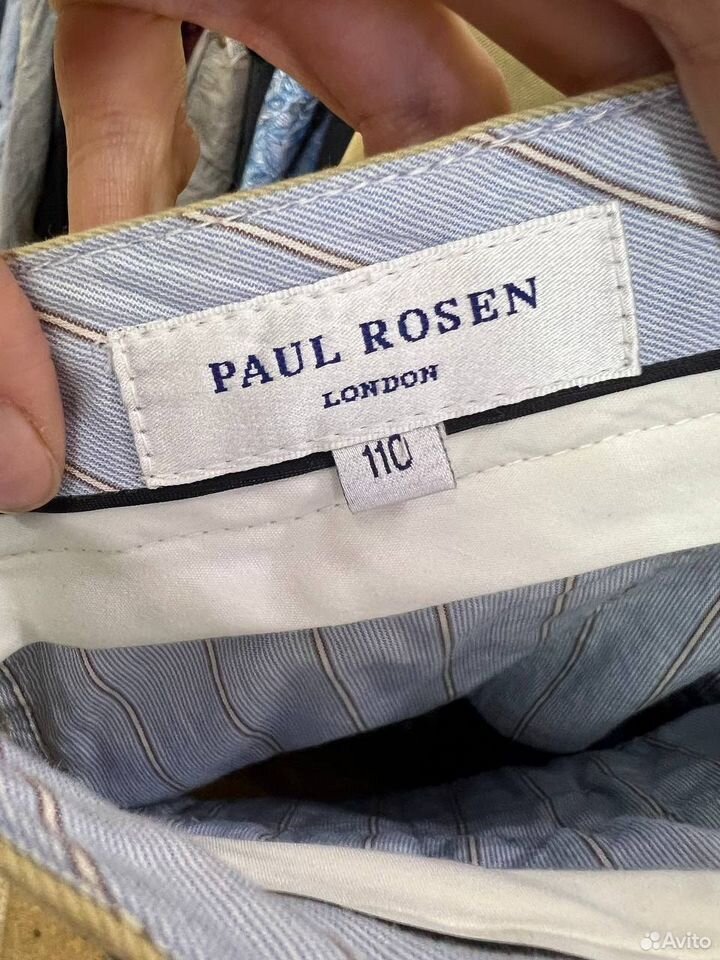 PAUL ROSEN
LONDON
110
Avito